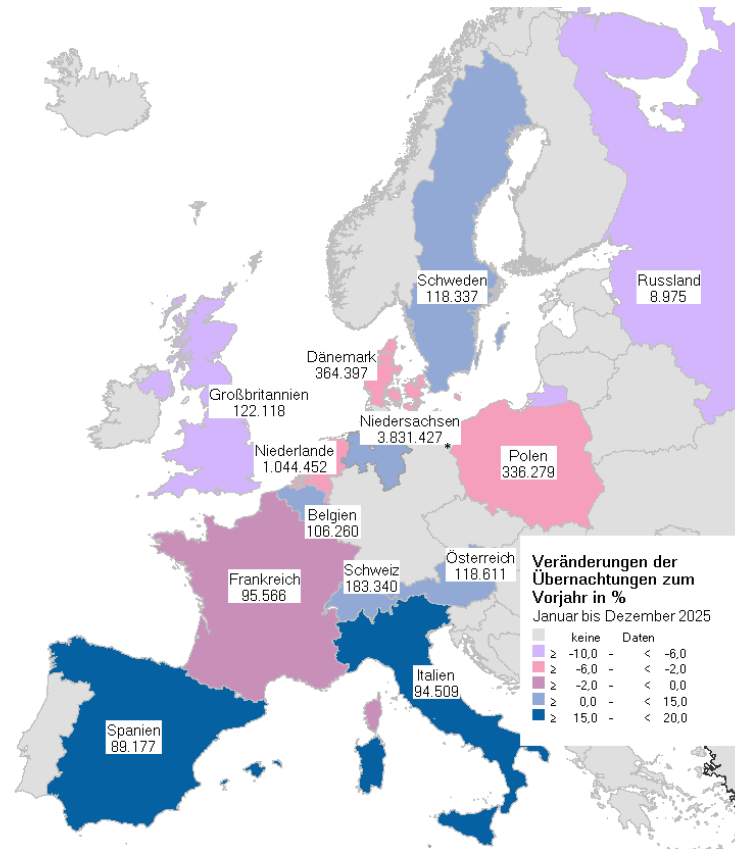 Schweden
118.337
Russland
8.975
Dänemark
364.397
Großbritannien
122.118
Niedersachsen
3.831.427
*
Niederlande
1.044.452
Polen
336.279
Belgien
106.260
Schweiz
183.340
Österreich
118.611
Frankreich
95.566
Italien
94.509
Spanien
89.177
Veränderungen der
Übernachtungen zum
Vorjahr in %
Januar bis Dezember 2025
keine Daten
≥ -10,0 - < -6,0
≥ -6,0 - < -2,0
≥ -2,0 - < 0,0
≥ 0,0 - < 15,0
≥ 15,0 - < 20,0